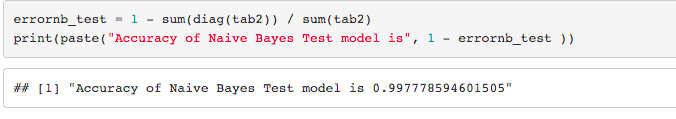 errornb_test = 1 - sum(diag(tab2)) / sum(tab2)
print(paste("Accuracy of Naive Bayes Test model is", 1 - errornb_test ))
## [1] "Accuracy of Naive Bayes Test model is 0.997778594601505"